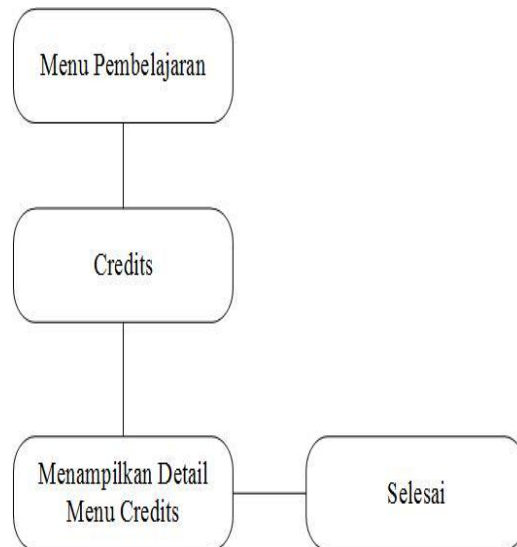 Menu Pembelajaran
Credits
Menampilkan Detail
Menu Credits
Selesai